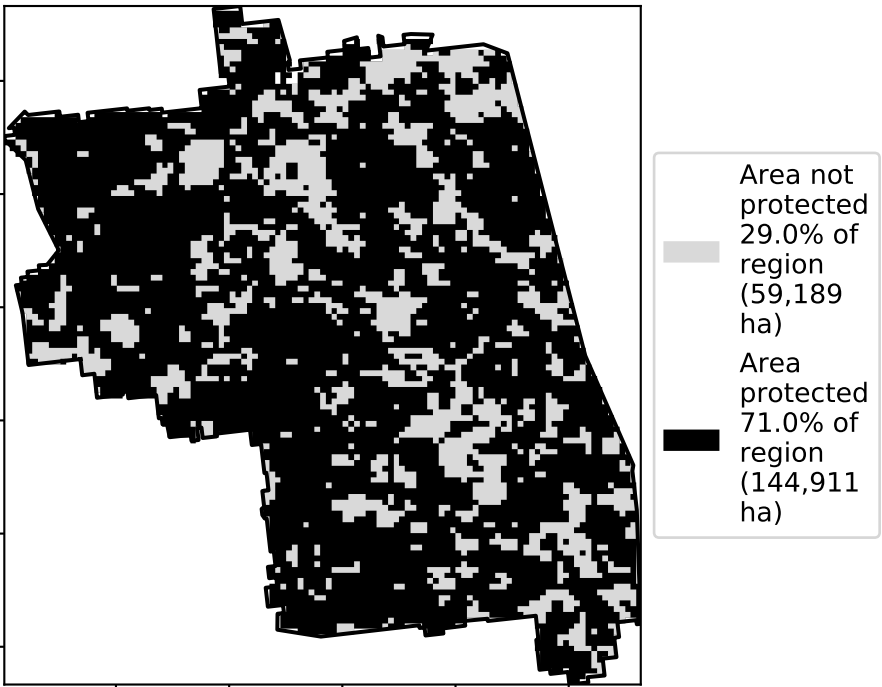 Area not
protected
29.0% of
region
(59,189
ha)
Area
protected
71.0% of
region
(144,911
ha)